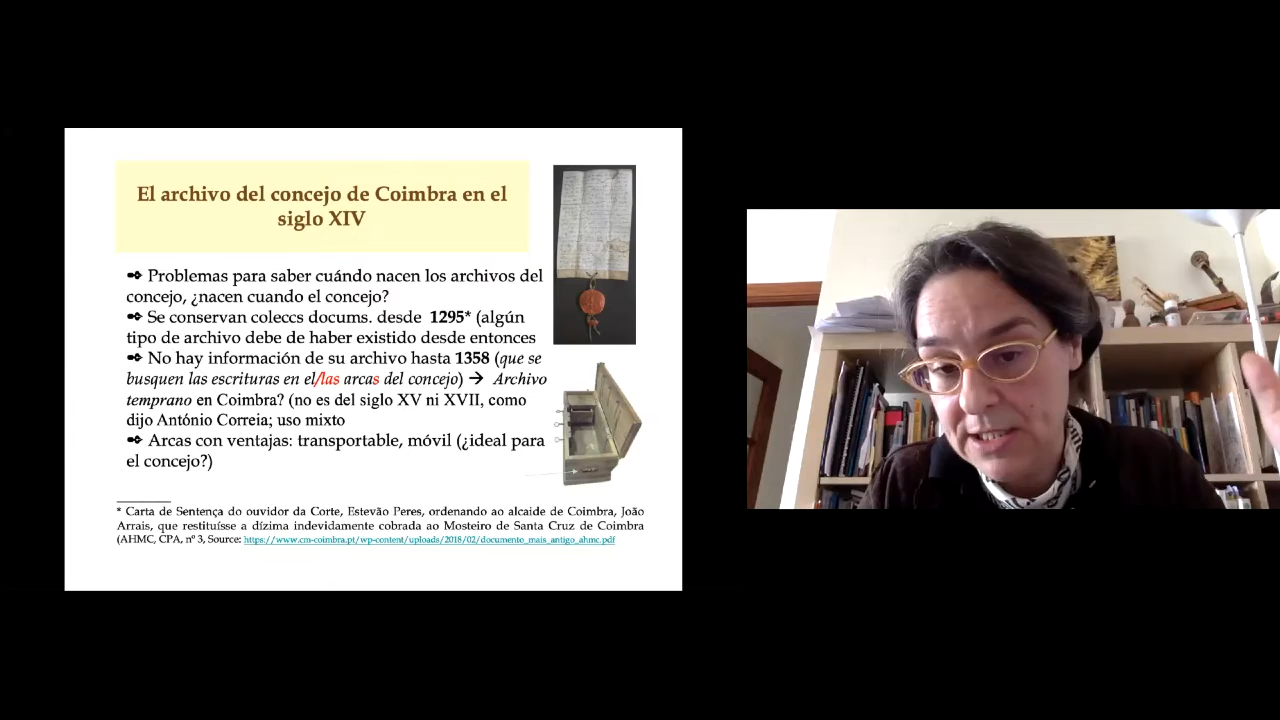 El archivo del concejo de Coimbra en el
siglo XIV
➻ Problemas para saber cuándo nacen los archivos del
concejo, ¿nacen cuando el concejo?
➻ Se conservan coleccs docums. desde 1295* (algún
tipo de archivo debe de haber existido desde entonces
➻ No hay información de su archivo hasta 1358 (que se
busquen las escrituras en el/las arcas del concejo) → Archivo
temprano en Coimbra? (no es del siglo XV ni XVII, como
dijo António Correia; uso mixto
➻ Arcas con ventajas: transportable, móvil (¿ideal para
el concejo?)
* Carta de Sentença do ouvidor da Corte, Estevão Peres, ordenando ao alcaide de Coimbra, João
Arrais, que restituísse a dízima indevidamente cobrada ao Mosteiro de Santa Cruz de Coimbra
(AHMC, CPA, nº 3, Source: https://www.cm-coimbra.pt/wp-content/uploads/2018/02/documento_mais_antigo_ahmc.pdf